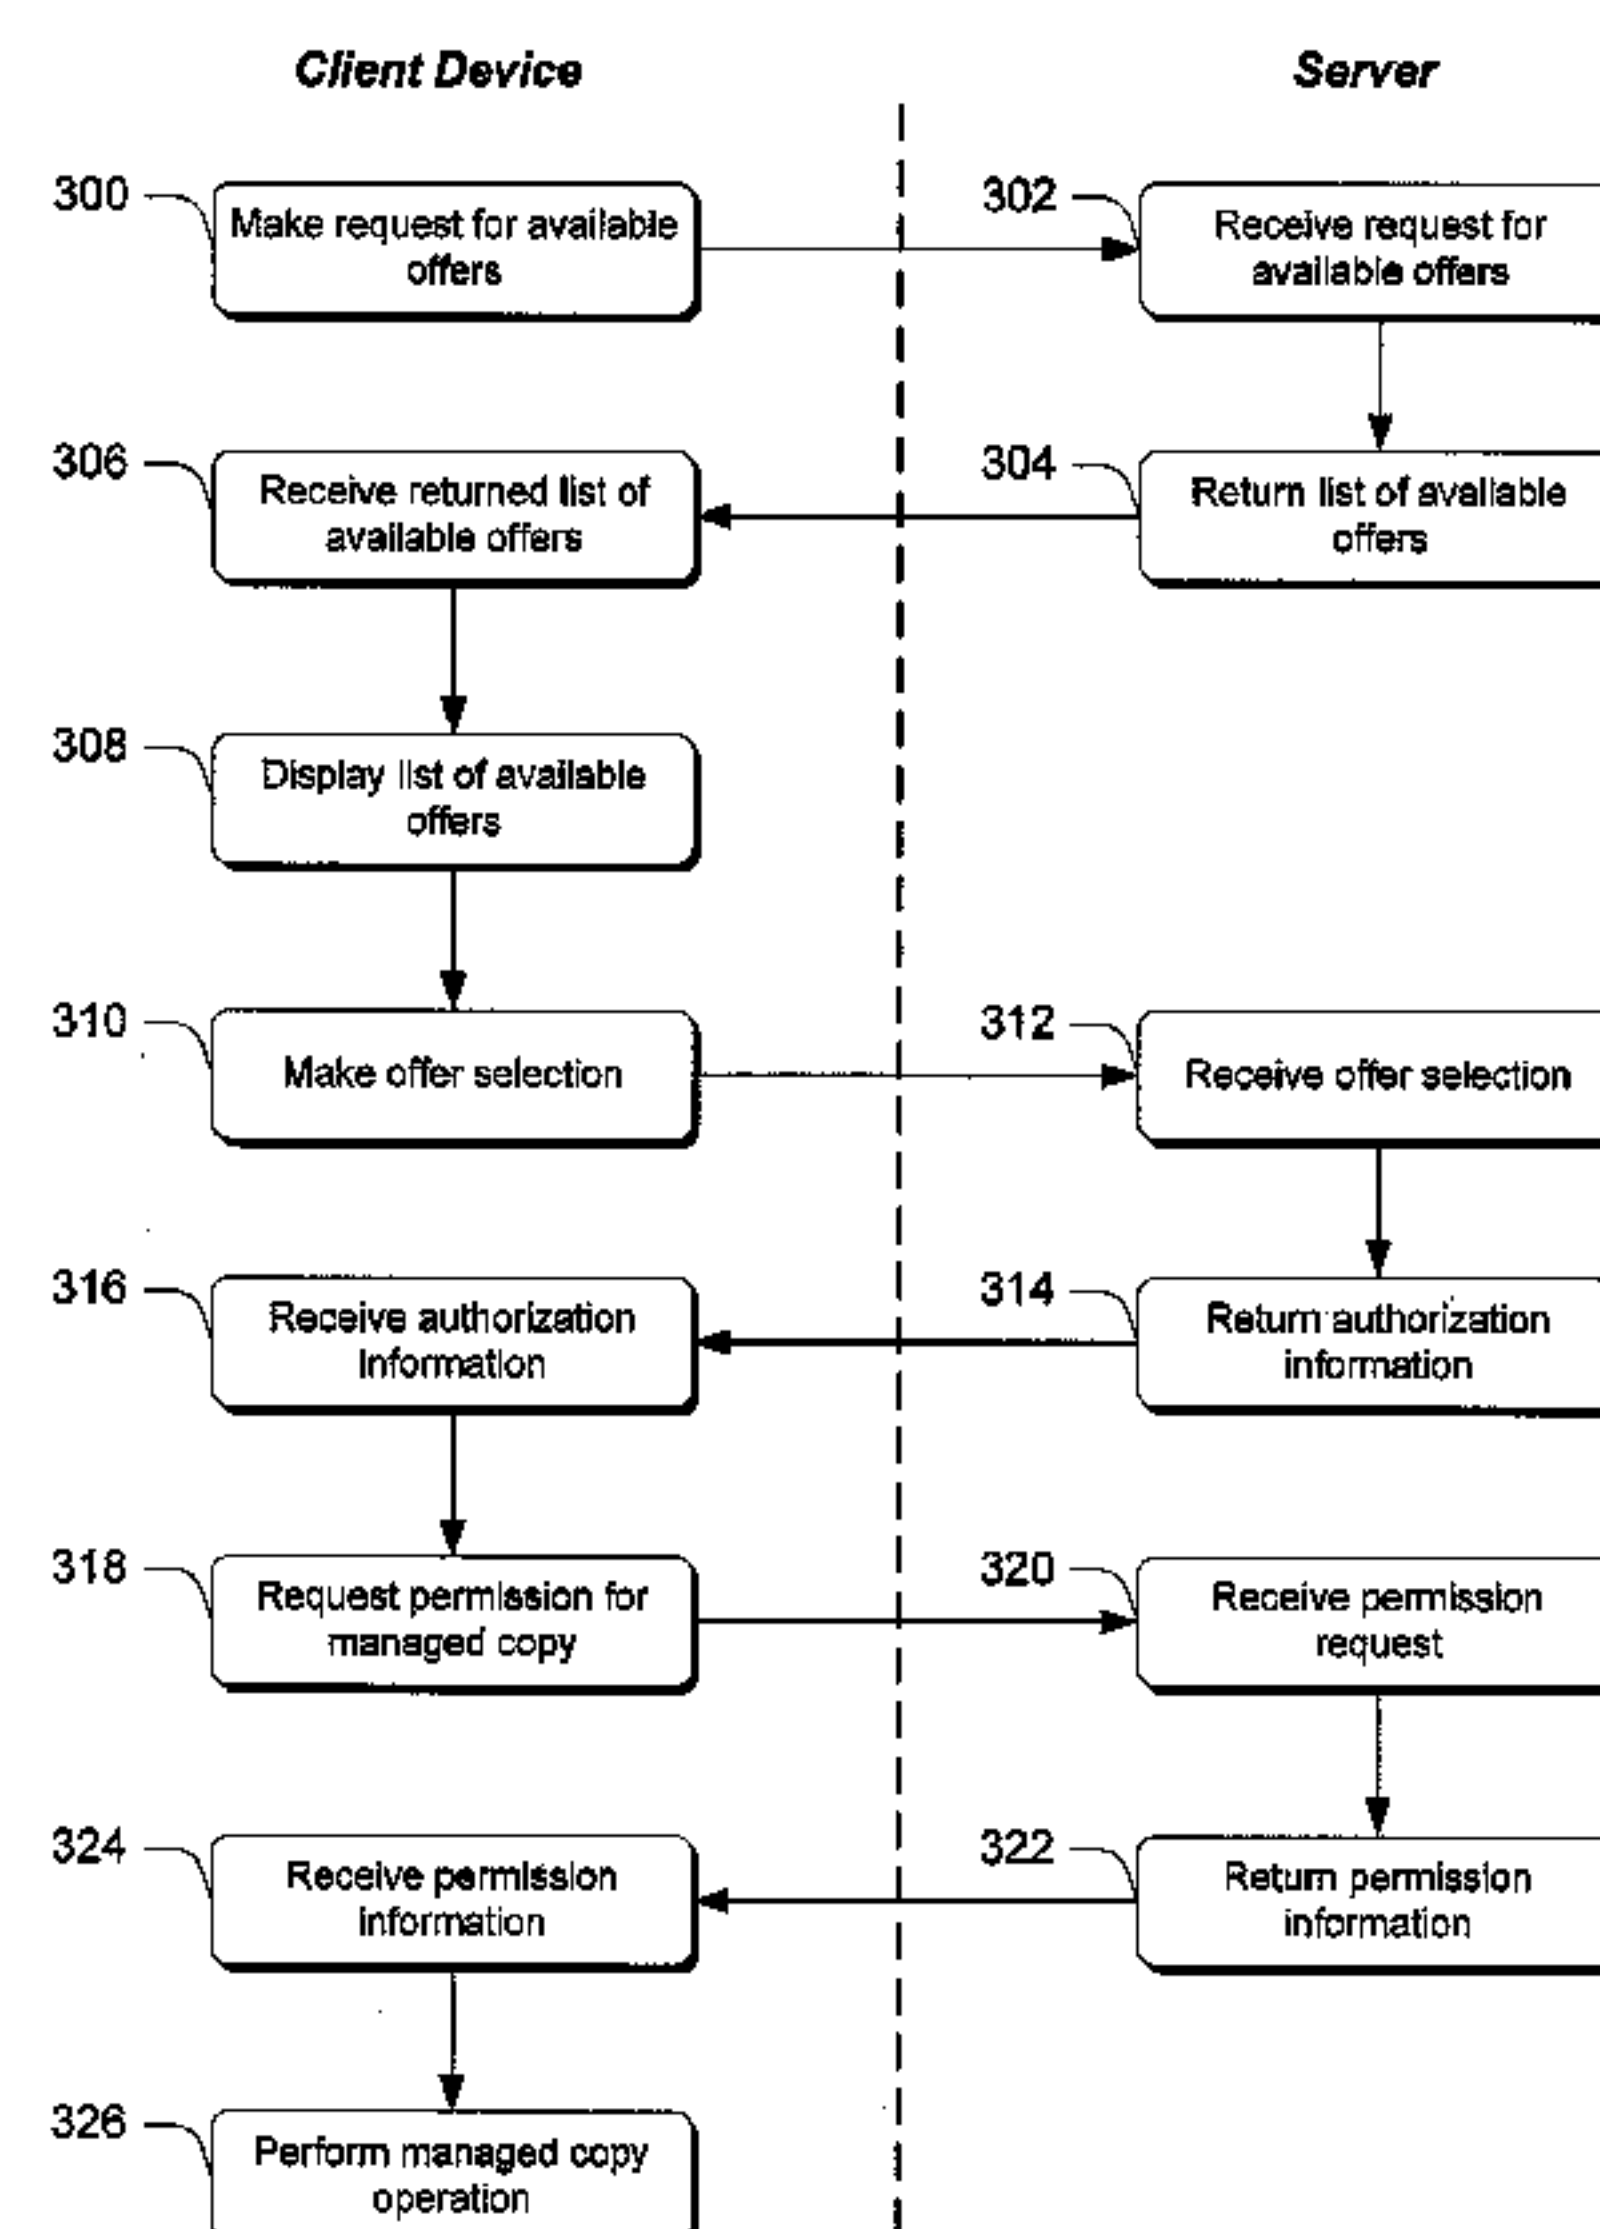 Client Device
Server
300
Make request for available
offers
302
Receive request for
available offers
306
Receive returned list of
available offers
304
Return list of available
offers
308
Display list of available
offers
310
Make offer selection
312
Receive offer selection
316
Receive authorization
information
314
Return authorization
information
318
Request permission for
managed copy
320
Receive permission
request
324
Receive permission
information
322
Return permission
information
326
Perform managed copy
operation